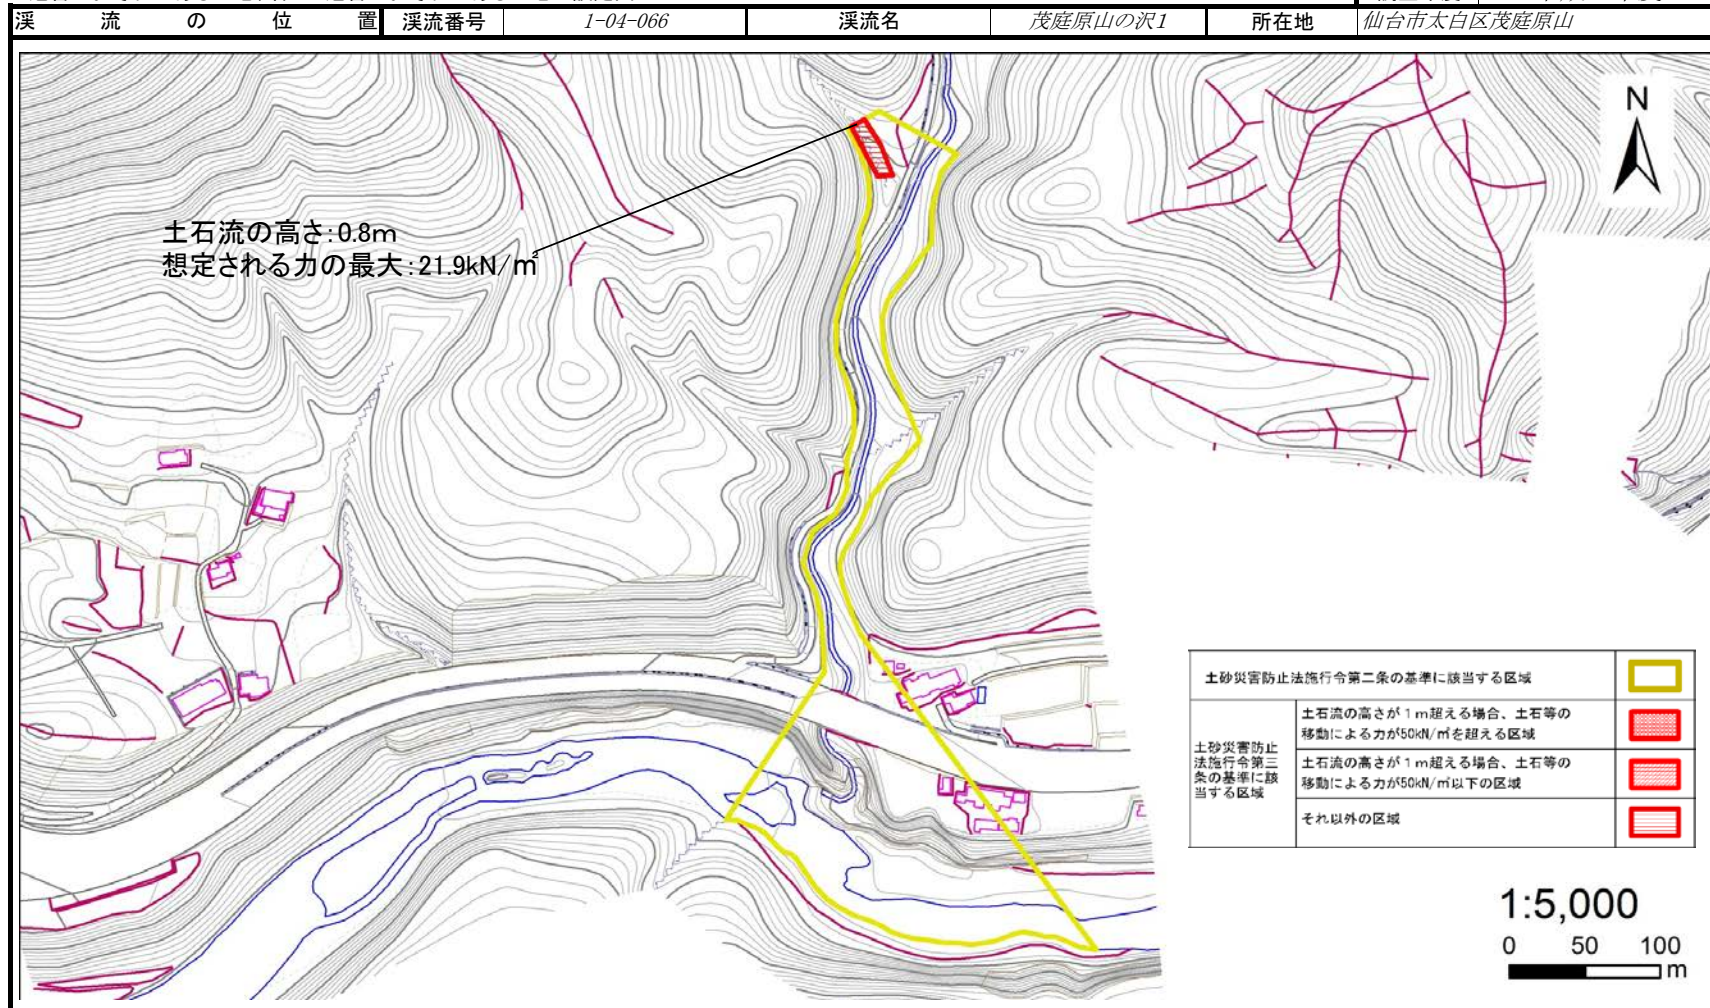 渓流の位置 渓流番号 1-04-066 渓流名 茂庭原山の沢1 所在地 仙台市太白区茂庭原山
N
土石流の高さ:0.8m
想定される力の最大:21.9kN/㎡
土砂災害防止法施行令第二条の基準に該当する区域
土砂災害防止
法施行令第三
条の基準に該
当する区域
土石流の高さが1m超える場合、土石等の
移動による力が50kN/㎡を超える区域
土石流の高さが1m超える場合、土石等の
移動による力が50kN/㎡以下の区域
それ以外の区域
1:5,000
0 50 100
m